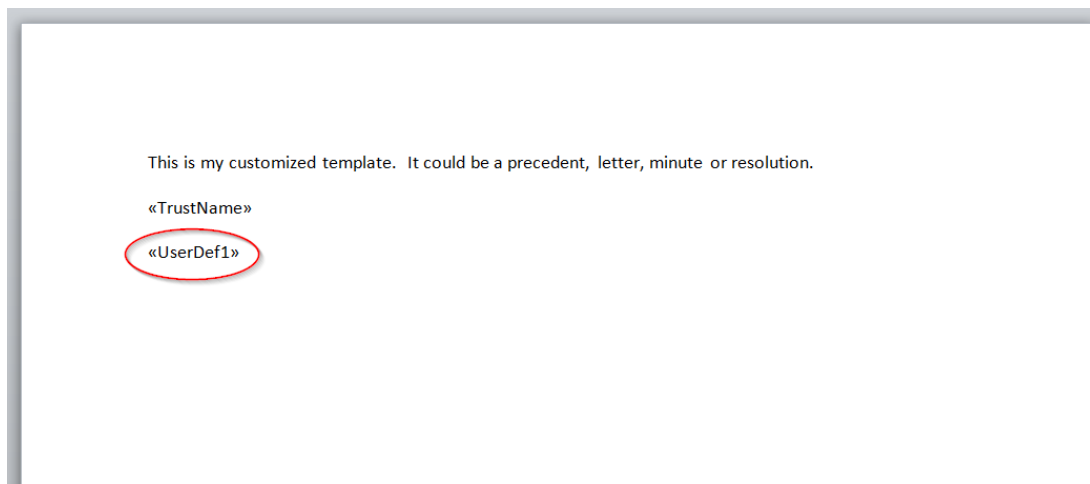 This is my customized template. It could be a precedent, letter, minute or resolution.
«TrustName»
«UserDef1»